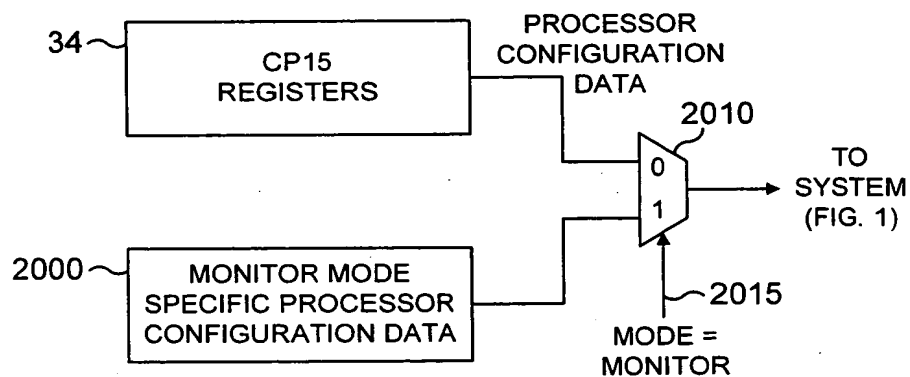 34
CP15
REGISTERS
PROCESSOR
CONFIGURATION
DATA
2010
0
1
TO
SYSTEM
(FIG. 1)
2000
MONITOR MODE
SPECIFIC PROCESSOR
CONFIGURATION DATA
2015
MODE =
MONITOR